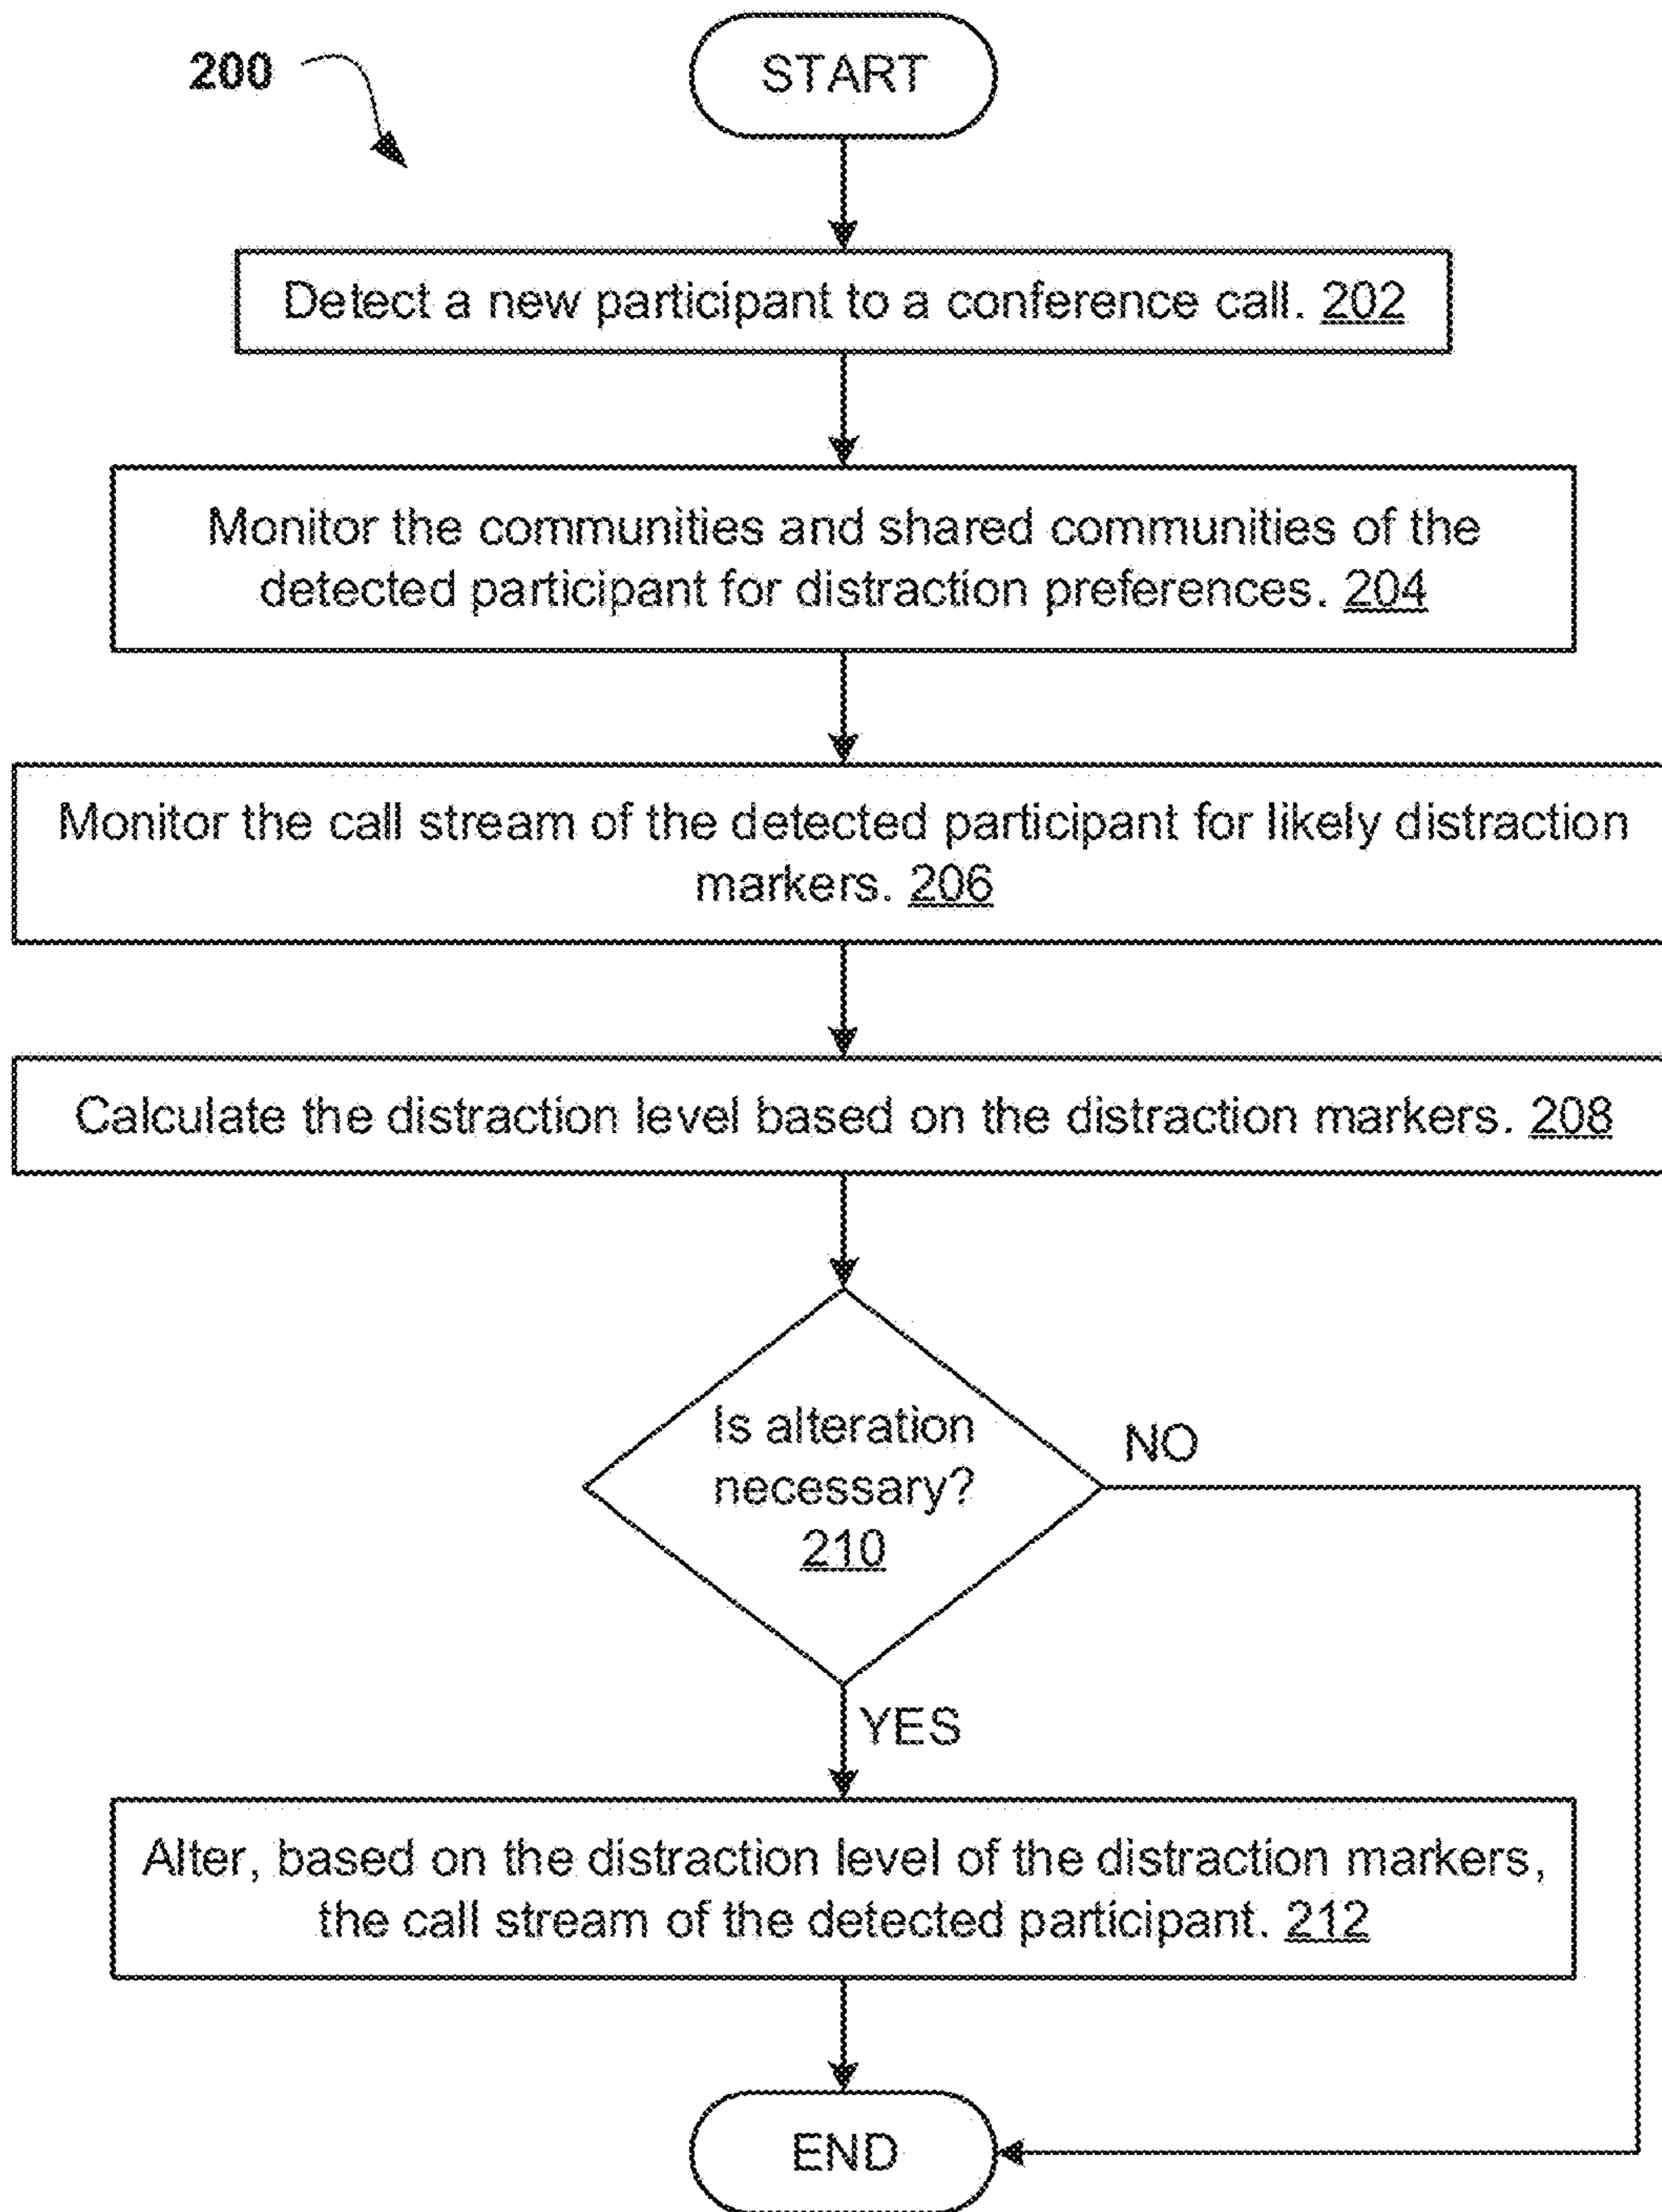 200
START
Detect a new participant to a conference call. 202
Monitor the communities and shared communities of the
detected participant for distraction preferences. 204
Monitor the call stream of the detected participant for likely distraction
markers. 206
Calculate the distraction level based on the distraction markers. 208
Is alteration
necessary?
210
NO
YES
Alter, based on the distraction level of the distraction markers,
the call stream of the detected participant. 212
END